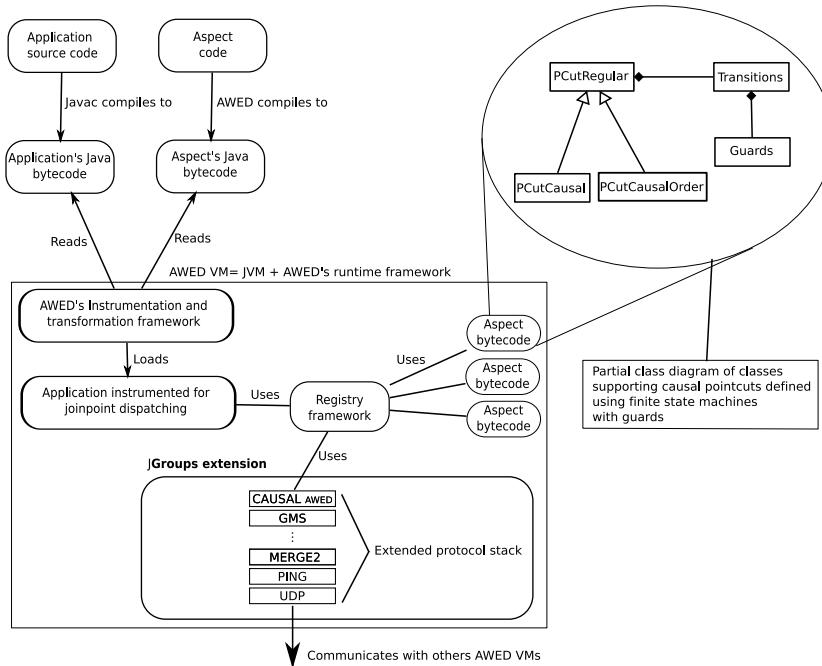 Application
source code
Aspect
code
Javac compiles to
AWED compiles to
Application's Java
bytecode
Aspect's Java
bytecode
Reads
Reads
PCutRegular
Transitions
Guards
PCutCausal
PCutCausalOrder
AWED VM= JVM + AWED's runtime framework
AWED's Instrumentation and
transformation framework
Loads
Application instrumented for
joinpoint dispatching
Uses
Registry
framework
Uses
Aspect
bytecode
Aspect
bytecode
Aspect
bytecode
Partial class diagram of classes
supporting causal pointcuts defined
using finite state machines
with guards
Uses
JGroups extension
CAUSAL AWED
GMS
...
MERGE2
PING
UDP
Extended protocol stack
Communicates with others AWED VMs